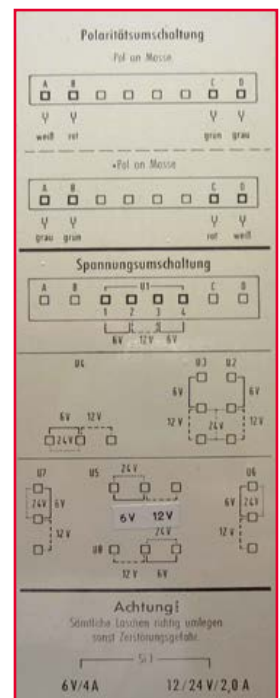 Polaritätsumschaltung
-Pol an Masse
A B C D
weiß rot grün grau
+Pol an Masse
A B C D
grau grün rot weiß
Spannungsumschaltung
A B U1 C D
1 2 3 4
6V 12V 6V
U4 U3 U2
6V 6V
6V 12V
12V 24V 12V
24V
U7 U5 24V U6
24V 6V 24V 6V
6V 12V
12V 24V 12V
U8
12V 6V
Achtung!
Sämtliche Laschen richtig umlegen
sonst Zerstörungsgefahr.
Si1
6V/4A 12/24V/2,0A